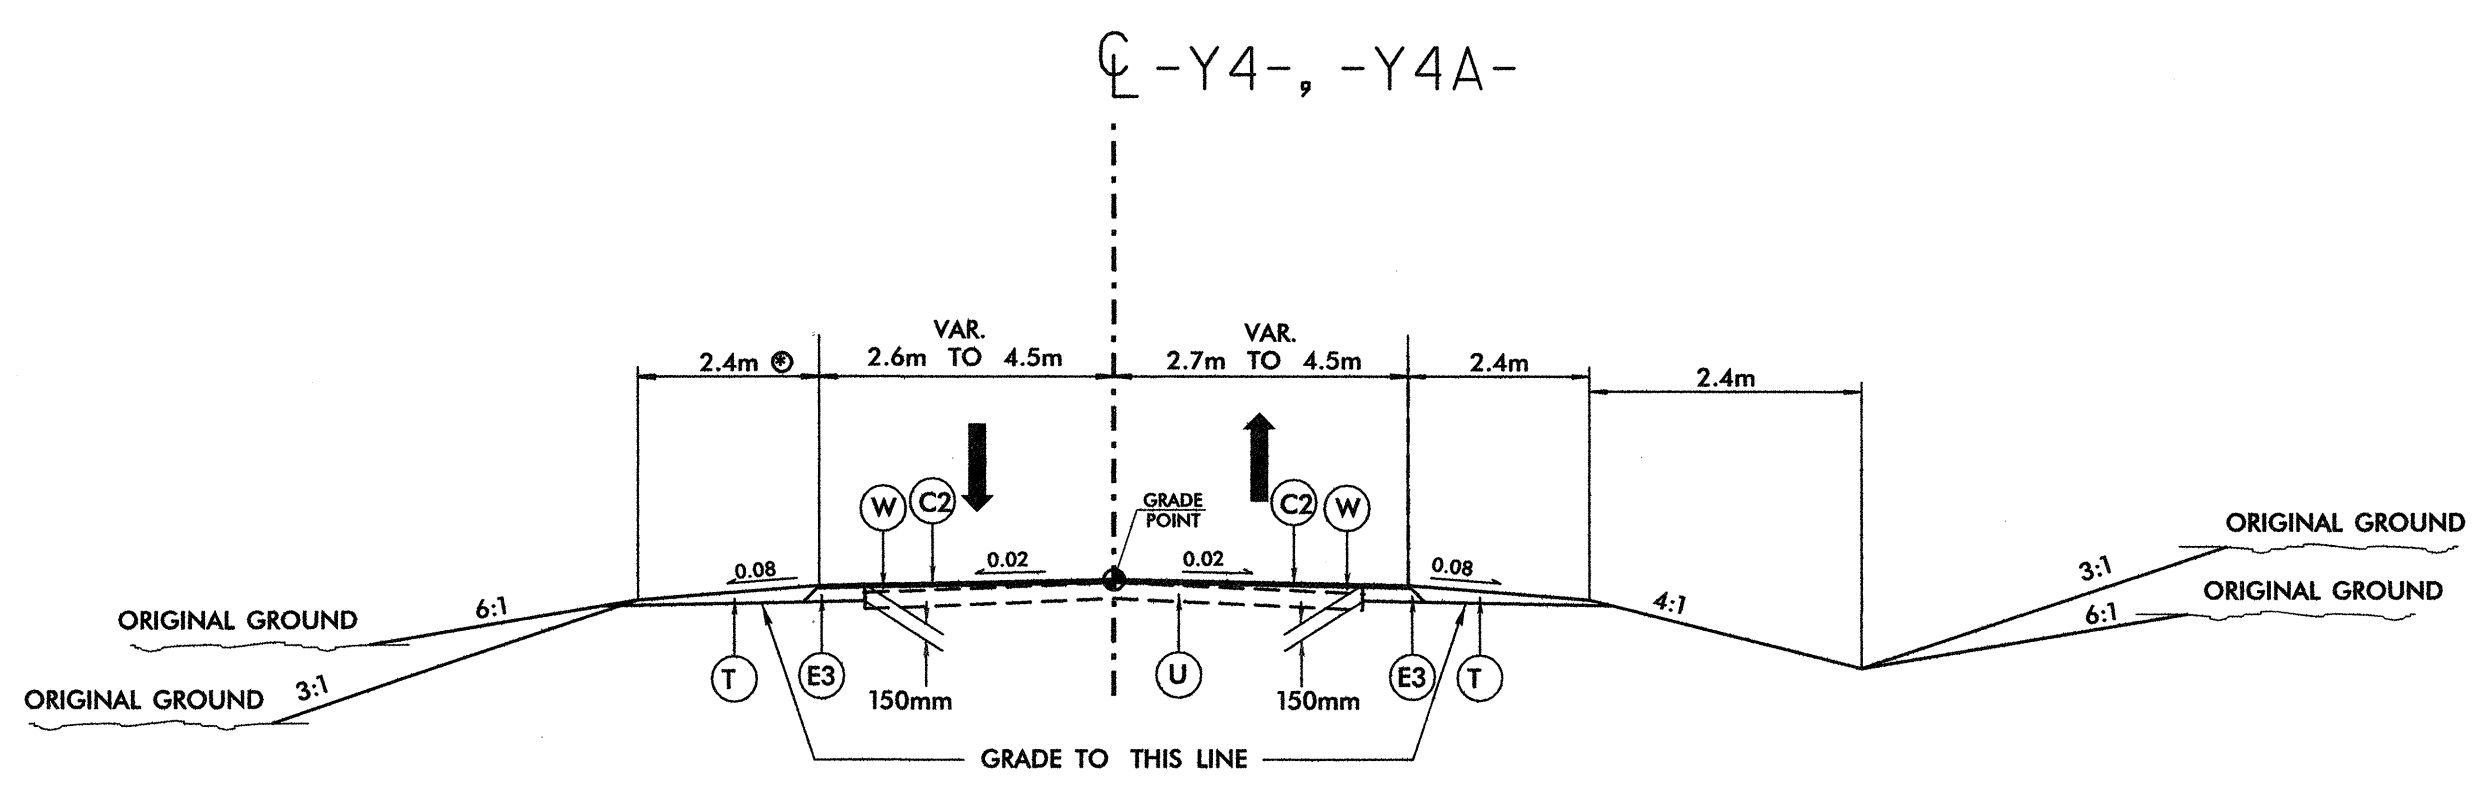 ℄ -Y4-, -Y4A-
VAR. VAR.
2.4m ⊛ 2.6m TO 4.5m 2.7m TO 4.5m 2.4m 2.4m
W C2 C2 W
GRADE
POINT
0.08 0.02 0.02 0.08
ORIGINAL GROUND 6:1 4:1 3:1 ORIGINAL GROUND
6:1 ORIGINAL GROUND
ORIGINAL GROUND 3:1
T E3 U E3 T
150mm 150mm
GRADE TO THIS LINE